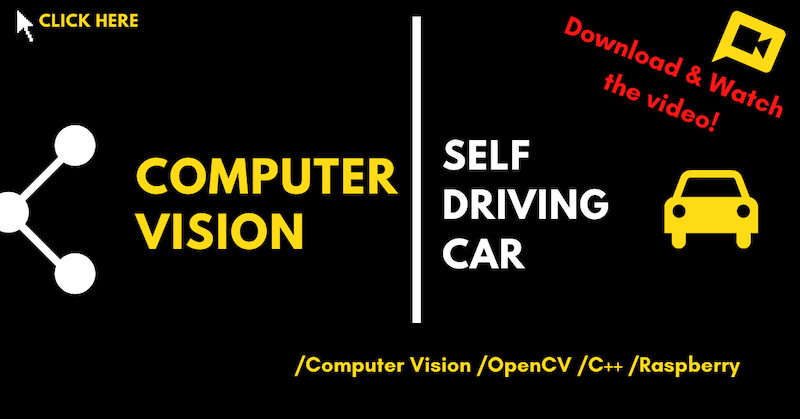 CLICK HERE
Download & Watch
the video!
COMPUTER
VISION
SELF
DRIVING
CAR
/Computer Vision /OpenCV /C++ /Raspberry